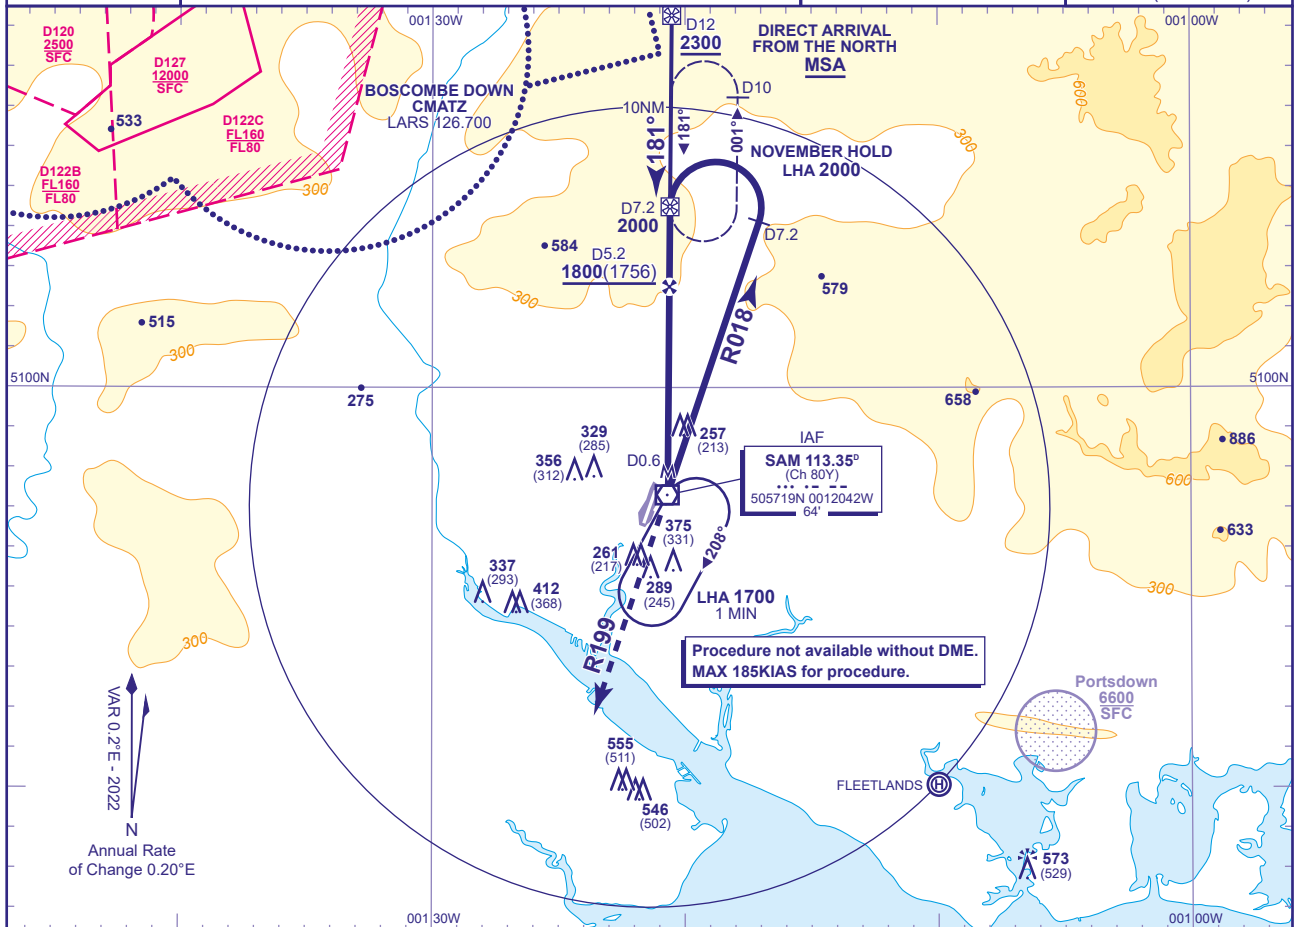 001.30W
001.00W
D120
2500
SFC
D127
12000
SFC
533
D122C
FL160
FL80
D122B
FL160
FL80
300
BOSCOMBE DOWN
CMATZ
LARS 126.700
D12
2300
DIRECT ARRIVAL
FROM THE NORTH
MSA
D10
10NM
181°
181°
001°
NOVEMBER HOLD
LHA 2000
300
600
D7.2
2000
D7.2
584
D5.2
1800(1756)
300
579
515
300
R018
5100N
5100N
275
658
886
329
(285)
356
(312)
257
(213)
D0.6
IAF
SAM 113.35D
(Ch 80Y)
505719N 0012042W
64'
600
633
375
(331)
208°
261
(217)
289
(245)
337
(293)
412
(368)
LHA 1700
1 MIN
300
300
R199
Procedure not available without DME.
MAX 185KIAS for procedure.
Portsdown
6600
SFC
VAR 0.2°E - 2022
N
Annual Rate
of Change 0.20°E
555
(511)
546
(502)
FLEETLANDS
H
573
(529)
001.30W
001.00W